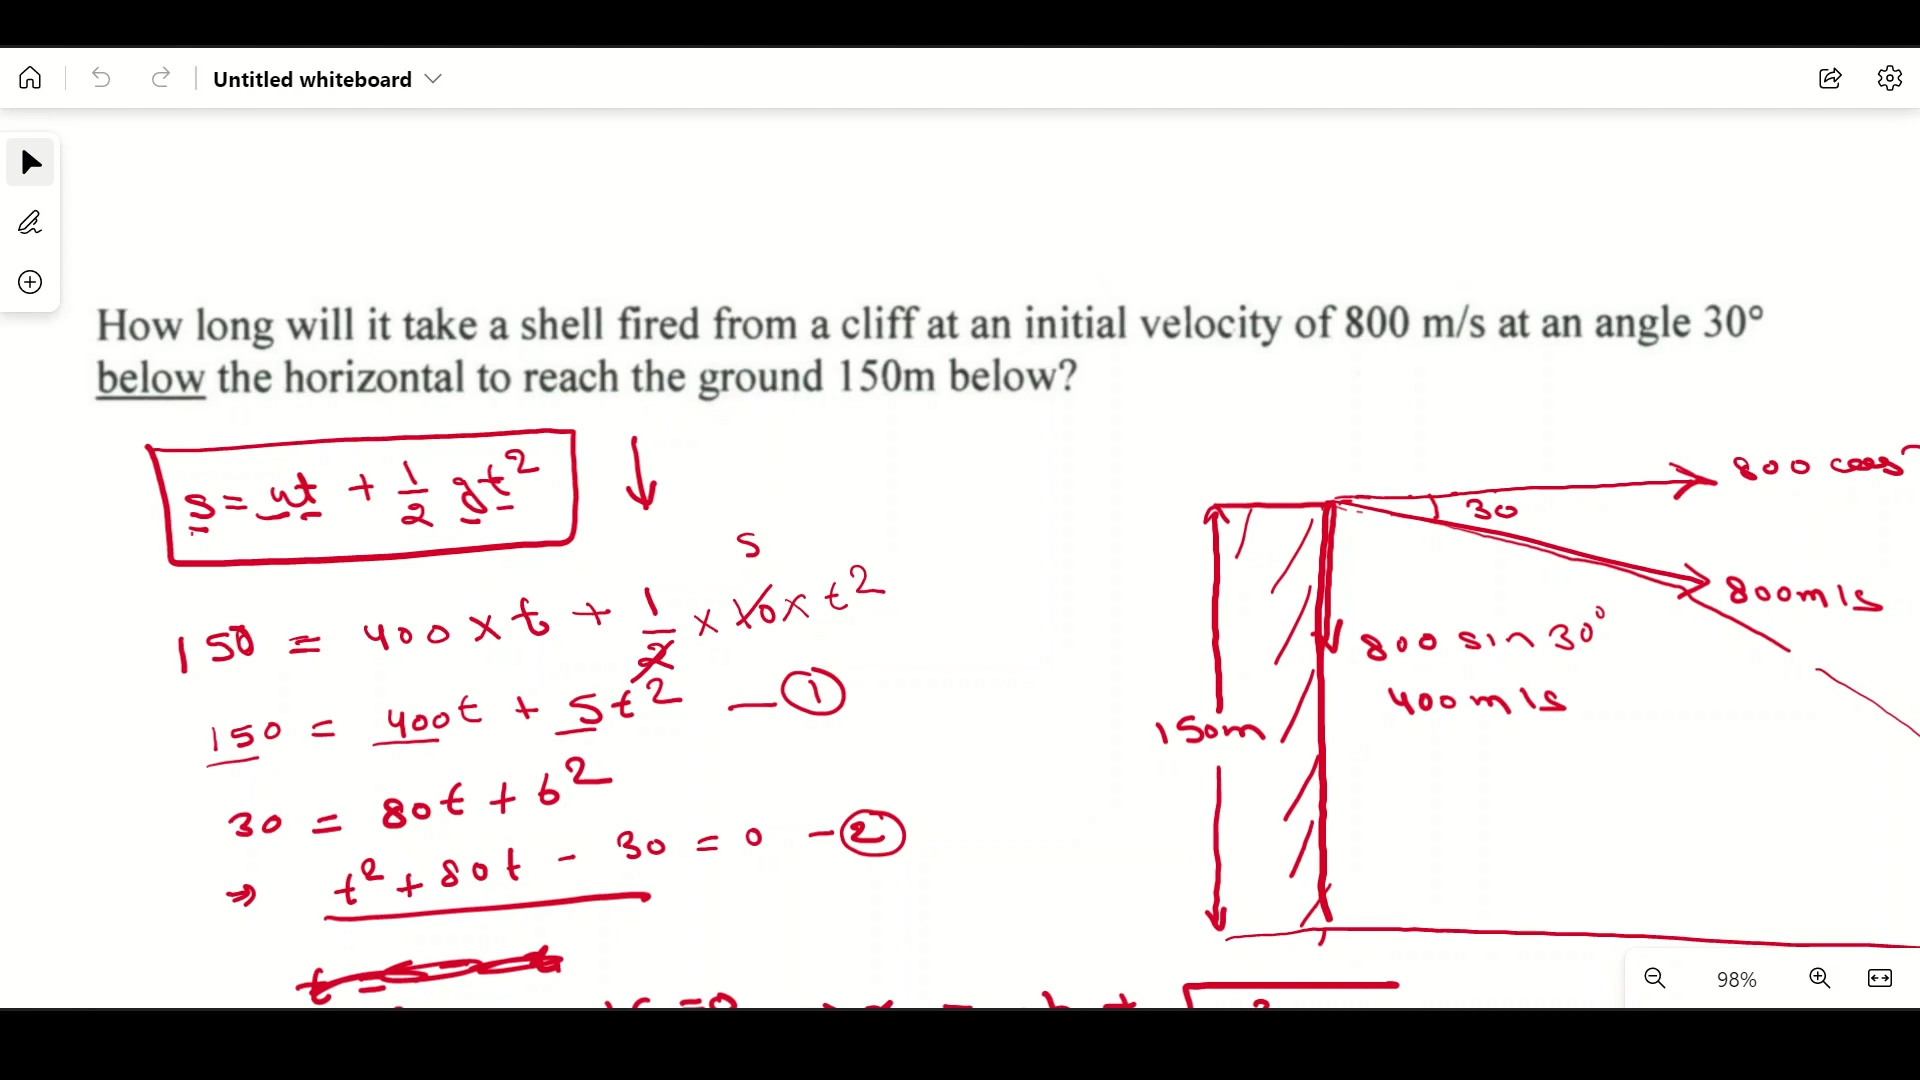 Untitled whiteboard
How long will it take a shell fired from a cliff at an initial velocity of 800 m/s at an angle 30°
below the horizontal to reach the ground 150m below?
s = ut + 1/2 gt²
5
150 = 400 × t + 1/2 × 10 × t²
150 = 400t + 5t² — ①
30 = 80t + t²
⇒ t² + 80t - 30 = 0 - ②
t =
800 cos
30
800 m/s
800 sin 30°
400 m/s
150m
98%